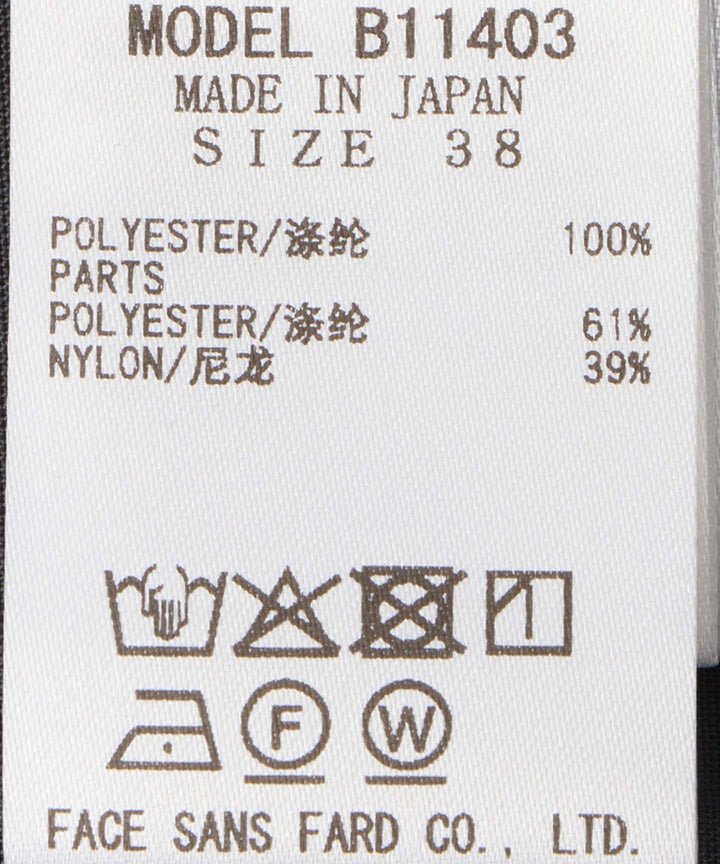 MODEL B11403
MADE IN JAPAN
SIZE 38
POLYESTER/涤纶 100%
PARTS
POLYESTER/涤纶 61%
NYLON/尼龙 39%
F W
FACE SANS FARD CO., LTD.